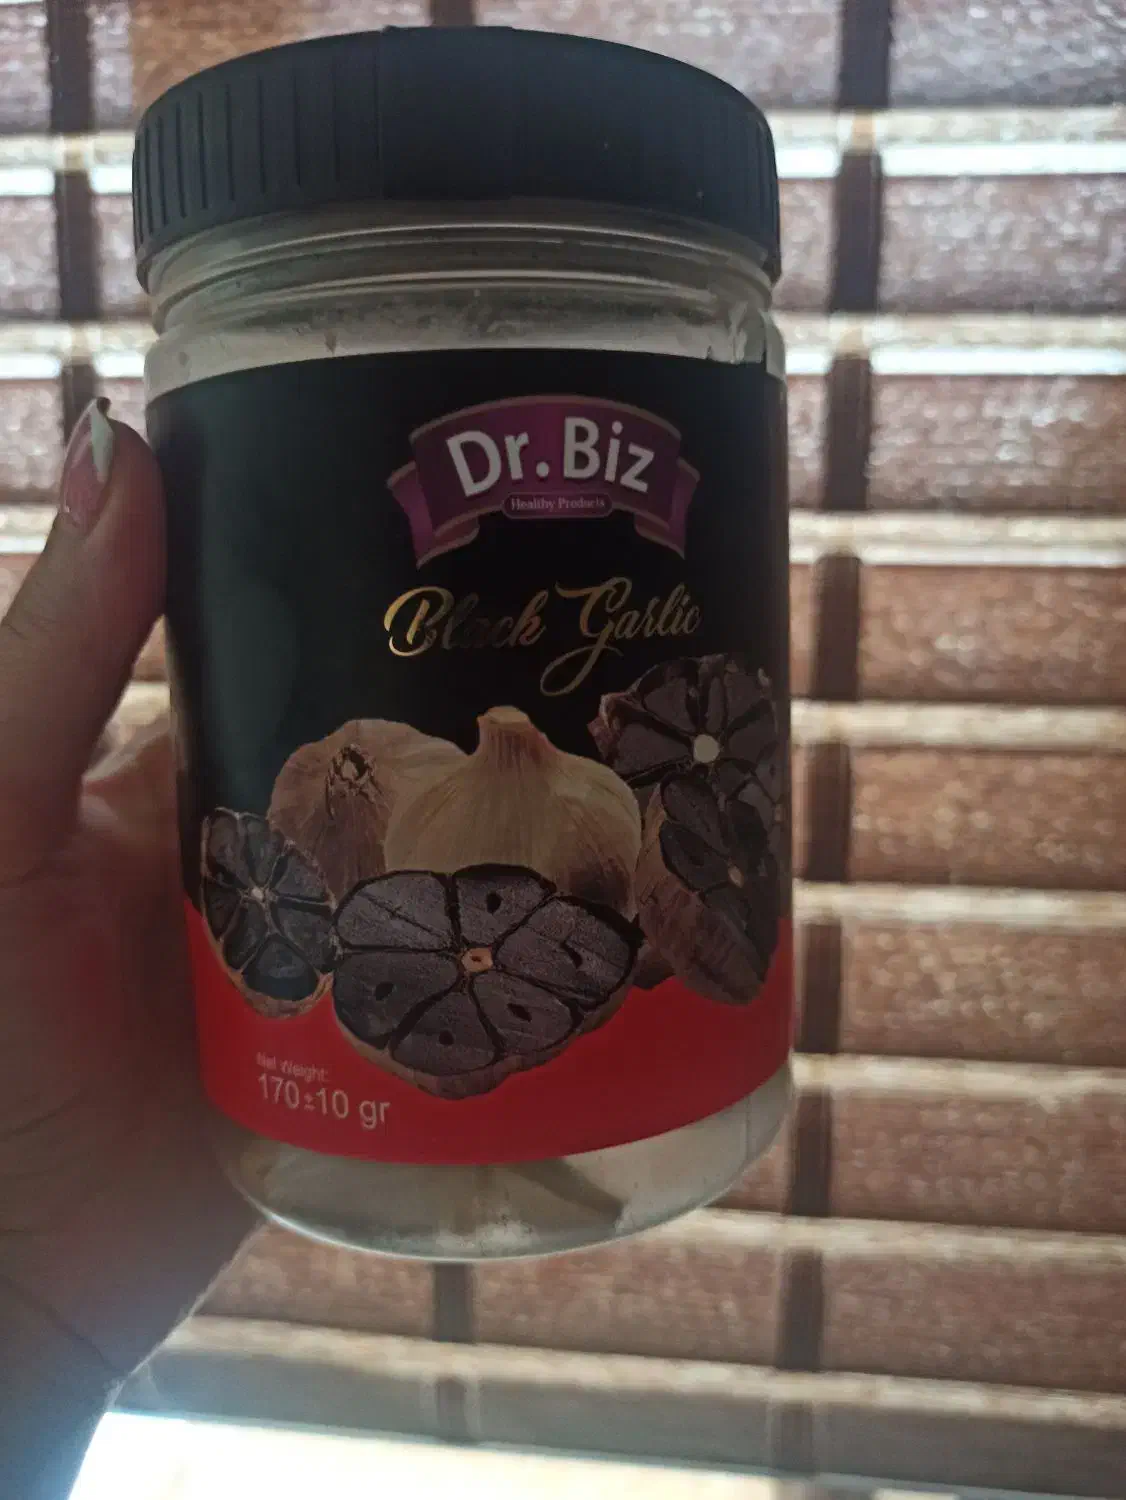 Dr. Biz
Healthy Products
Black Garlic
Net Weight:
170±10 gr